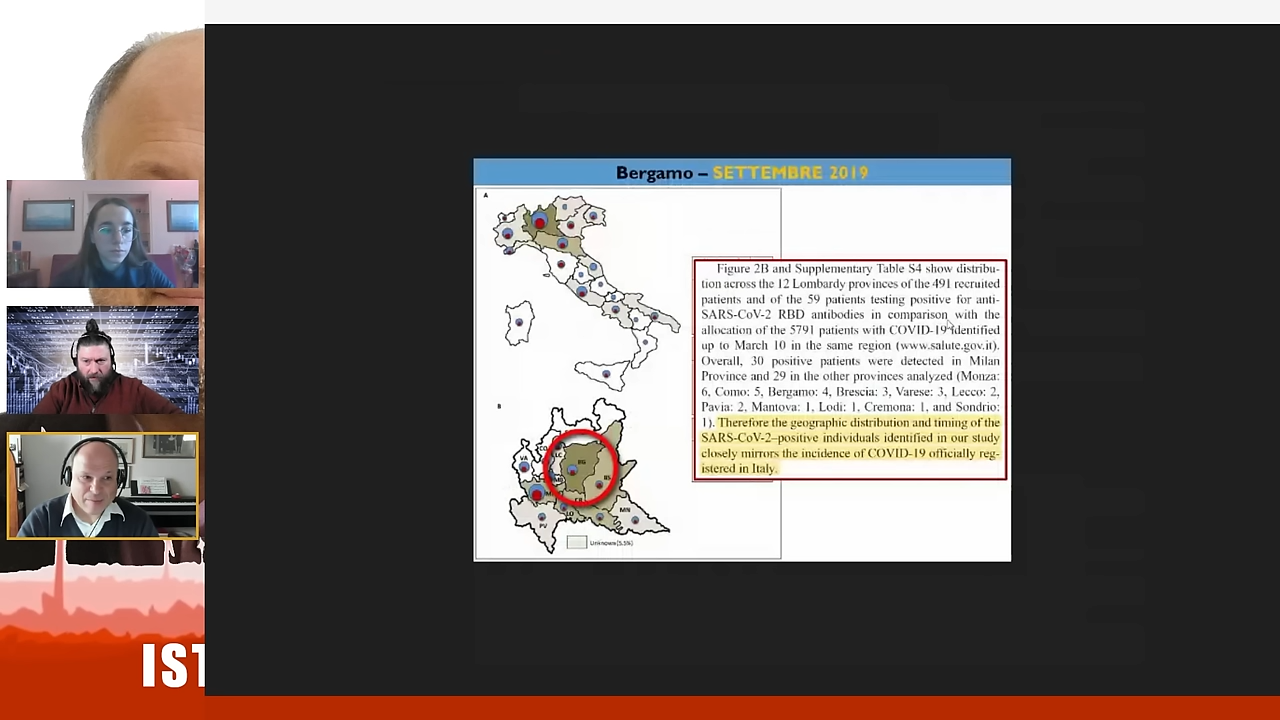 Bergamo – SETTEMBRE 2019
A
Figure 2B and Supplementary Table S4 show distribu-
tion across the 12 Lombardy provinces of the 491 recruited
patients and of the 59 patients testing positive for anti-
SARS-CoV-2 RBD antibodies in comparison with the
allocation of the 5791 patients with COVID-19 identified
up to March 10 in the same region (www.salute.gov.it).
Overall, 30 positive patients were detected in Milan
Province and 29 in the other provinces analyzed (Monza:
6, Como: 5, Bergamo: 4, Brescia: 3, Varese: 3, Lecco: 2,
Pavia: 2, Mantova: 1, Lodi: 1, Cremona: 1, and Sondrio:
1). Therefore the geographic distribution and timing of the
SARS-CoV-2–positive individuals identified in our study
closely mirrors the incidence of COVID-19 officially reg-
istered in Italy.
B
CO
LC
VA
BG
BS
LO
MN
PV
Unknown (5.5%)
IST